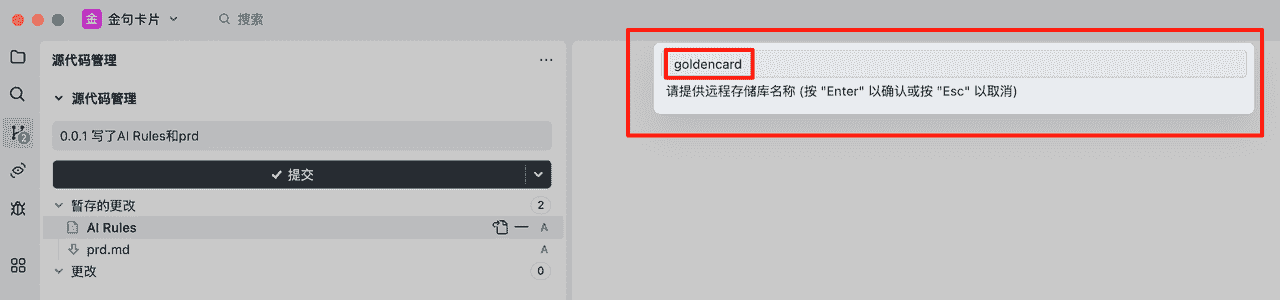 金 金句卡片
搜索
源代码管理
源代码管理
0.0.1 写了AI Rules和prd
提交
暂存的更改 2
AI Rules A
prd.md A
更改 0
2
goldencard
请提供远程存储库名称 (按 "Enter" 以确认或按 "Esc" 以取消)